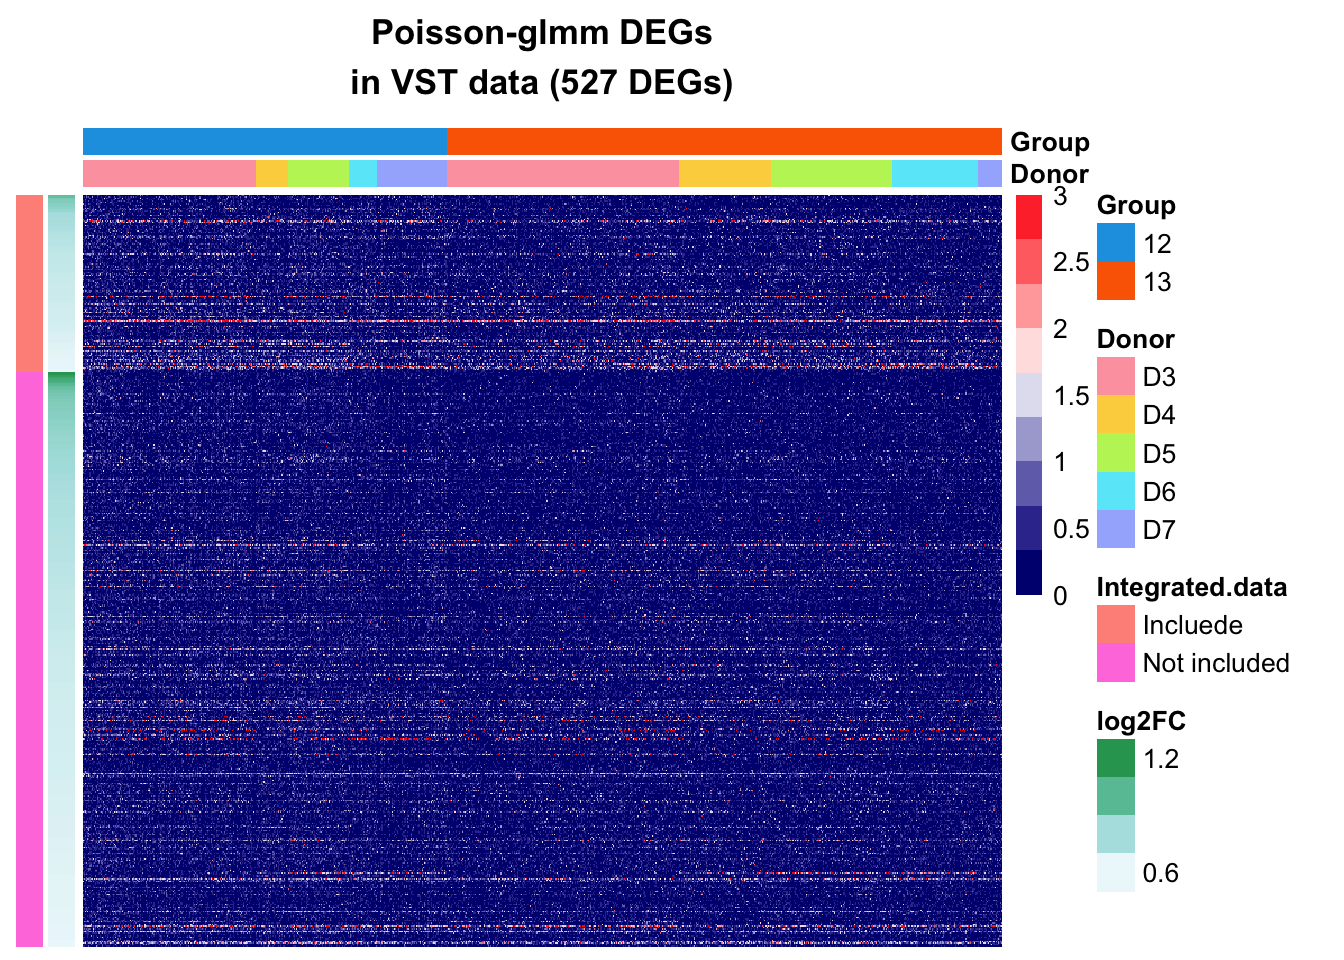 Poisson-glmm DEGs
in VST data (527 DEGs)
Group
Donor
3
2.5
2
1.5
1
0.5
0
Group
12
13
Donor
D3
D4
D5
D6
D7
Integrated.data
Incluede
Not included
log2FC
1.2
0.6